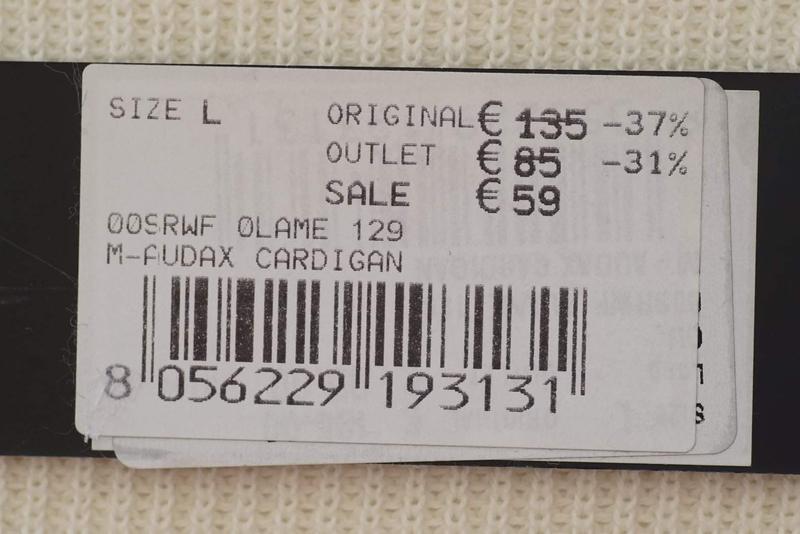 SIZE L ORIGINAL € 135 -37%
OUTLET € 85 -31%
SALE € 59
00SRWF 0LAME 129
M-AUDAX CARDIGAN
8 056229 193131